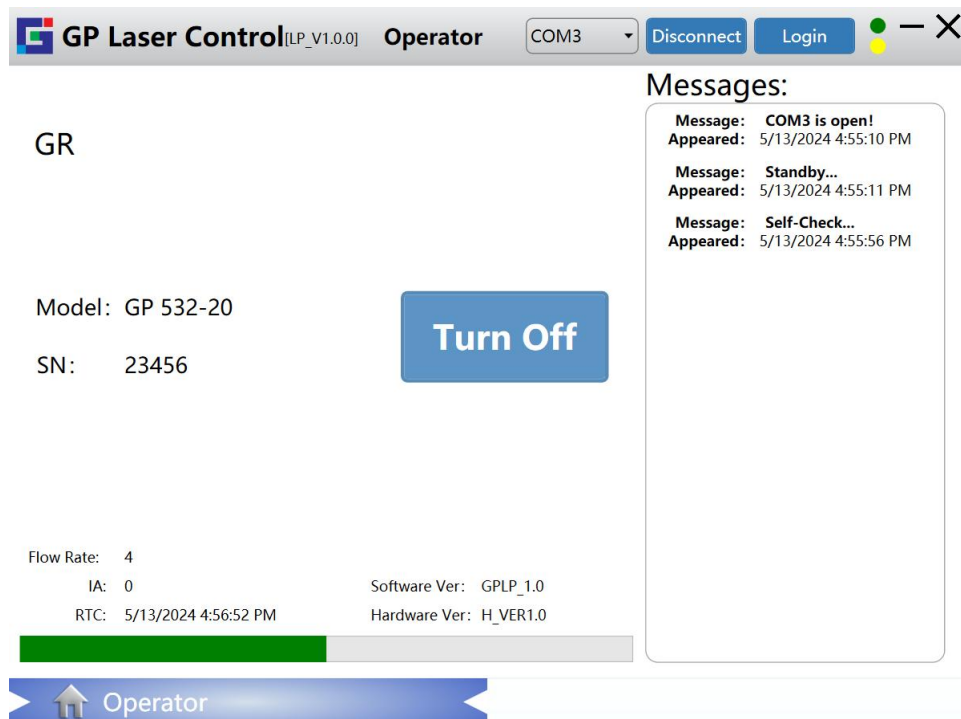 GP Laser Control[LP_V1.0.0] Operator COM3 Disconnect Login
Messages:
Message: COM3 is open!
Appeared: 5/13/2024 4:55:10 PM
Message: Standby...
Appeared: 5/13/2024 4:55:11 PM
Message: Self-Check...
Appeared: 5/13/2024 4:55:56 PM
GR
Model: GP 532-20
SN: 23456
Turn Off
Flow Rate: 4
IA: 0
Software Ver: GPLP_1.0
RTC: 5/13/2024 4:56:52 PM
Hardware Ver: H_VER1.0
Operator